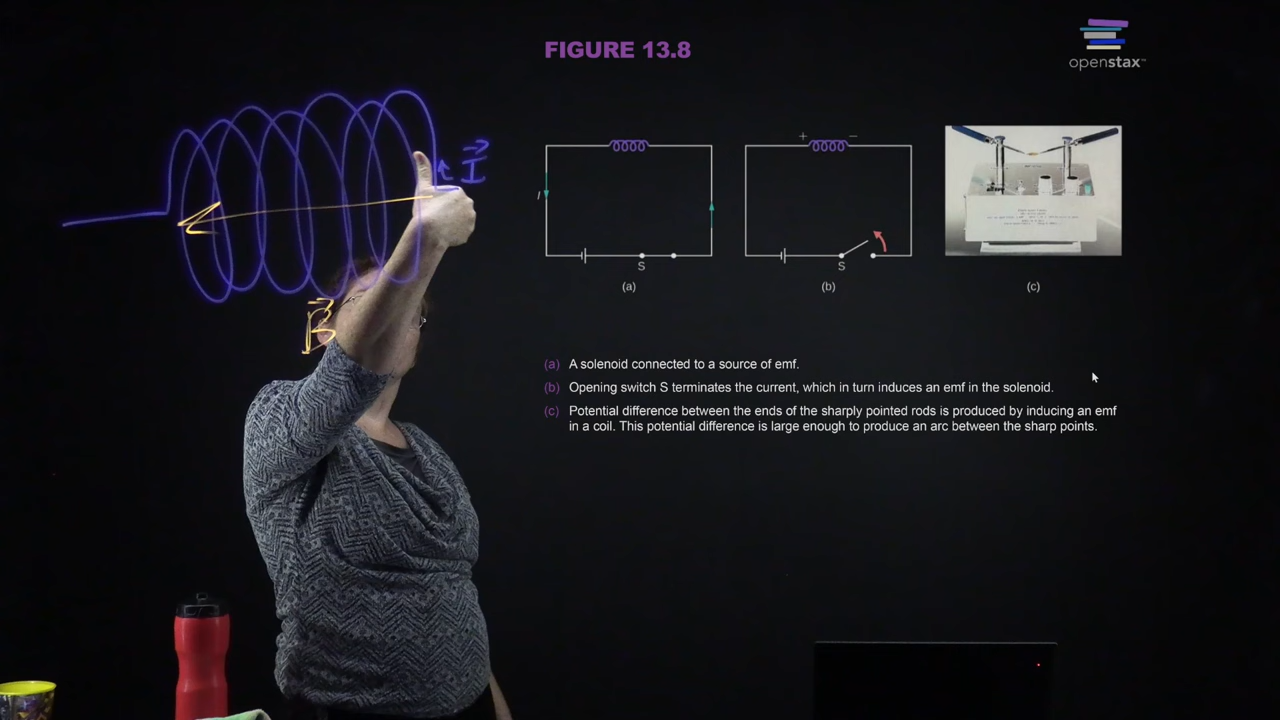 FIGURE 13.8
openstax™
I
B
I
S
(a)
+ −
S
(b)
(c)
(a) A solenoid connected to a source of emf.
(b) Opening switch S terminates the current, which in turn induces an emf in the solenoid.
(c) Potential difference between the ends of the sharply pointed rods is produced by inducing an emf
in a coil. This potential difference is large enough to produce an arc between the sharp points.